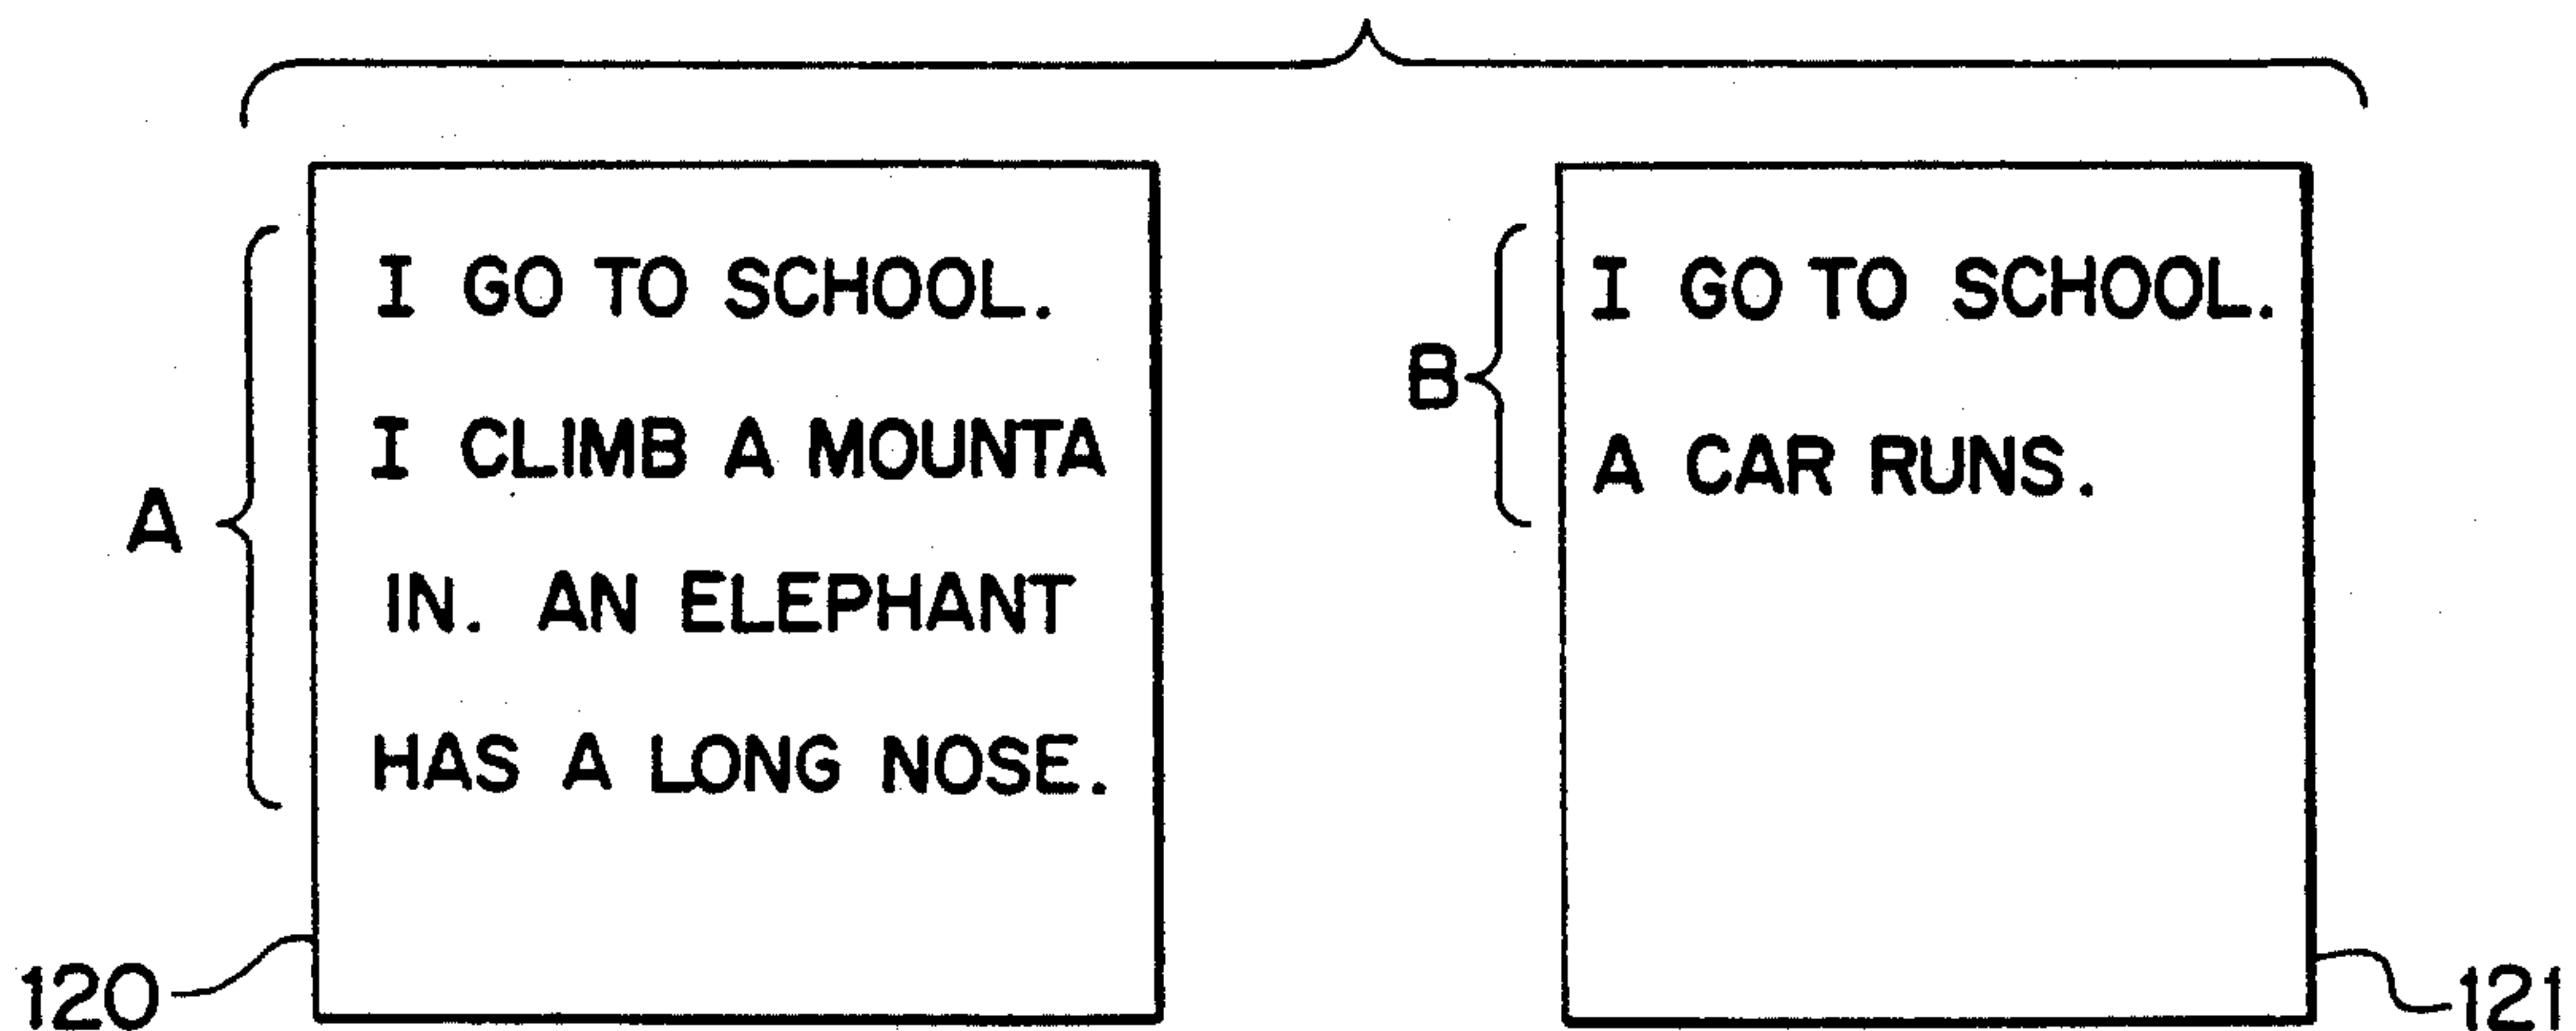 I GO TO SCHOOL.
I CLIMB A MOUNTA
IN. AN ELEPHANT
HAS A LONG NOSE.
A
120
I GO TO SCHOOL.
A CAR RUNS.
B
121